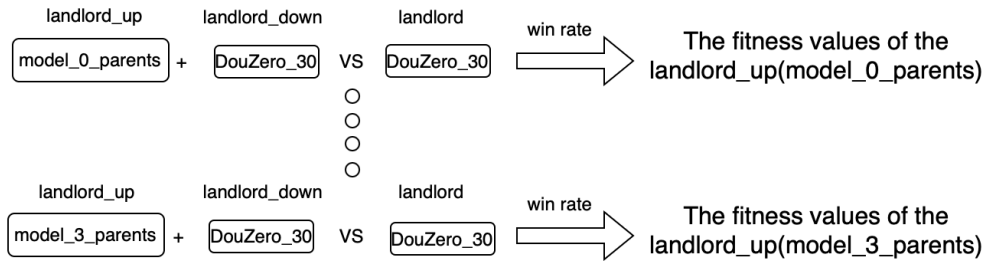 landlord_up landlord_down landlord
model_0_parents + DouZero_30 VS DouZero_30
win rate
The fitness values of the
landlord_up(model_0_parents)
landlord_up landlord_down landlord
model_3_parents + DouZero_30 VS DouZero_30
win rate
The fitness values of the
landlord_up(model_3_parents)